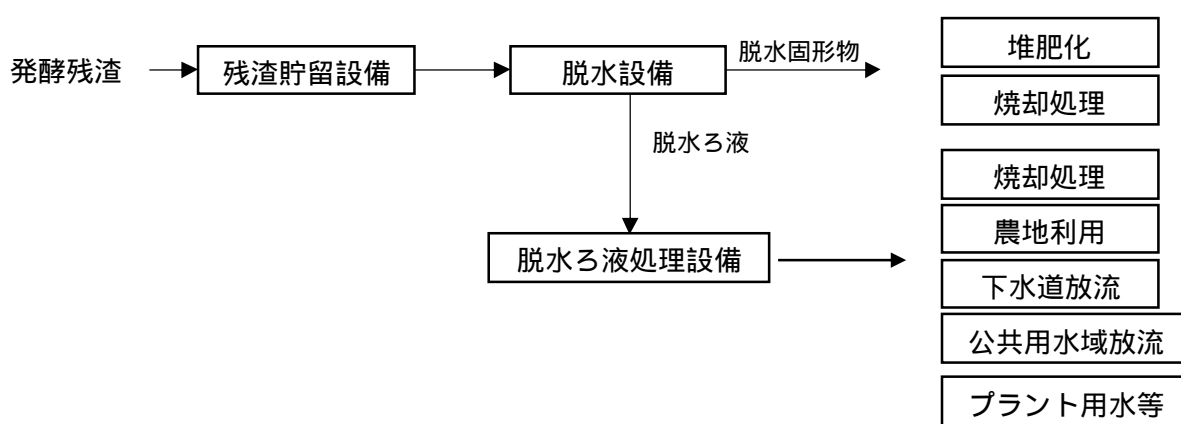 発酵残渣
残渣貯留設備
脱水設備
脱水固形物
堆肥化
焼却処理
脱水ろ液
焼却処理
農地利用
脱水ろ液処理設備
下水道放流
公共用水域放流
プラント用水等